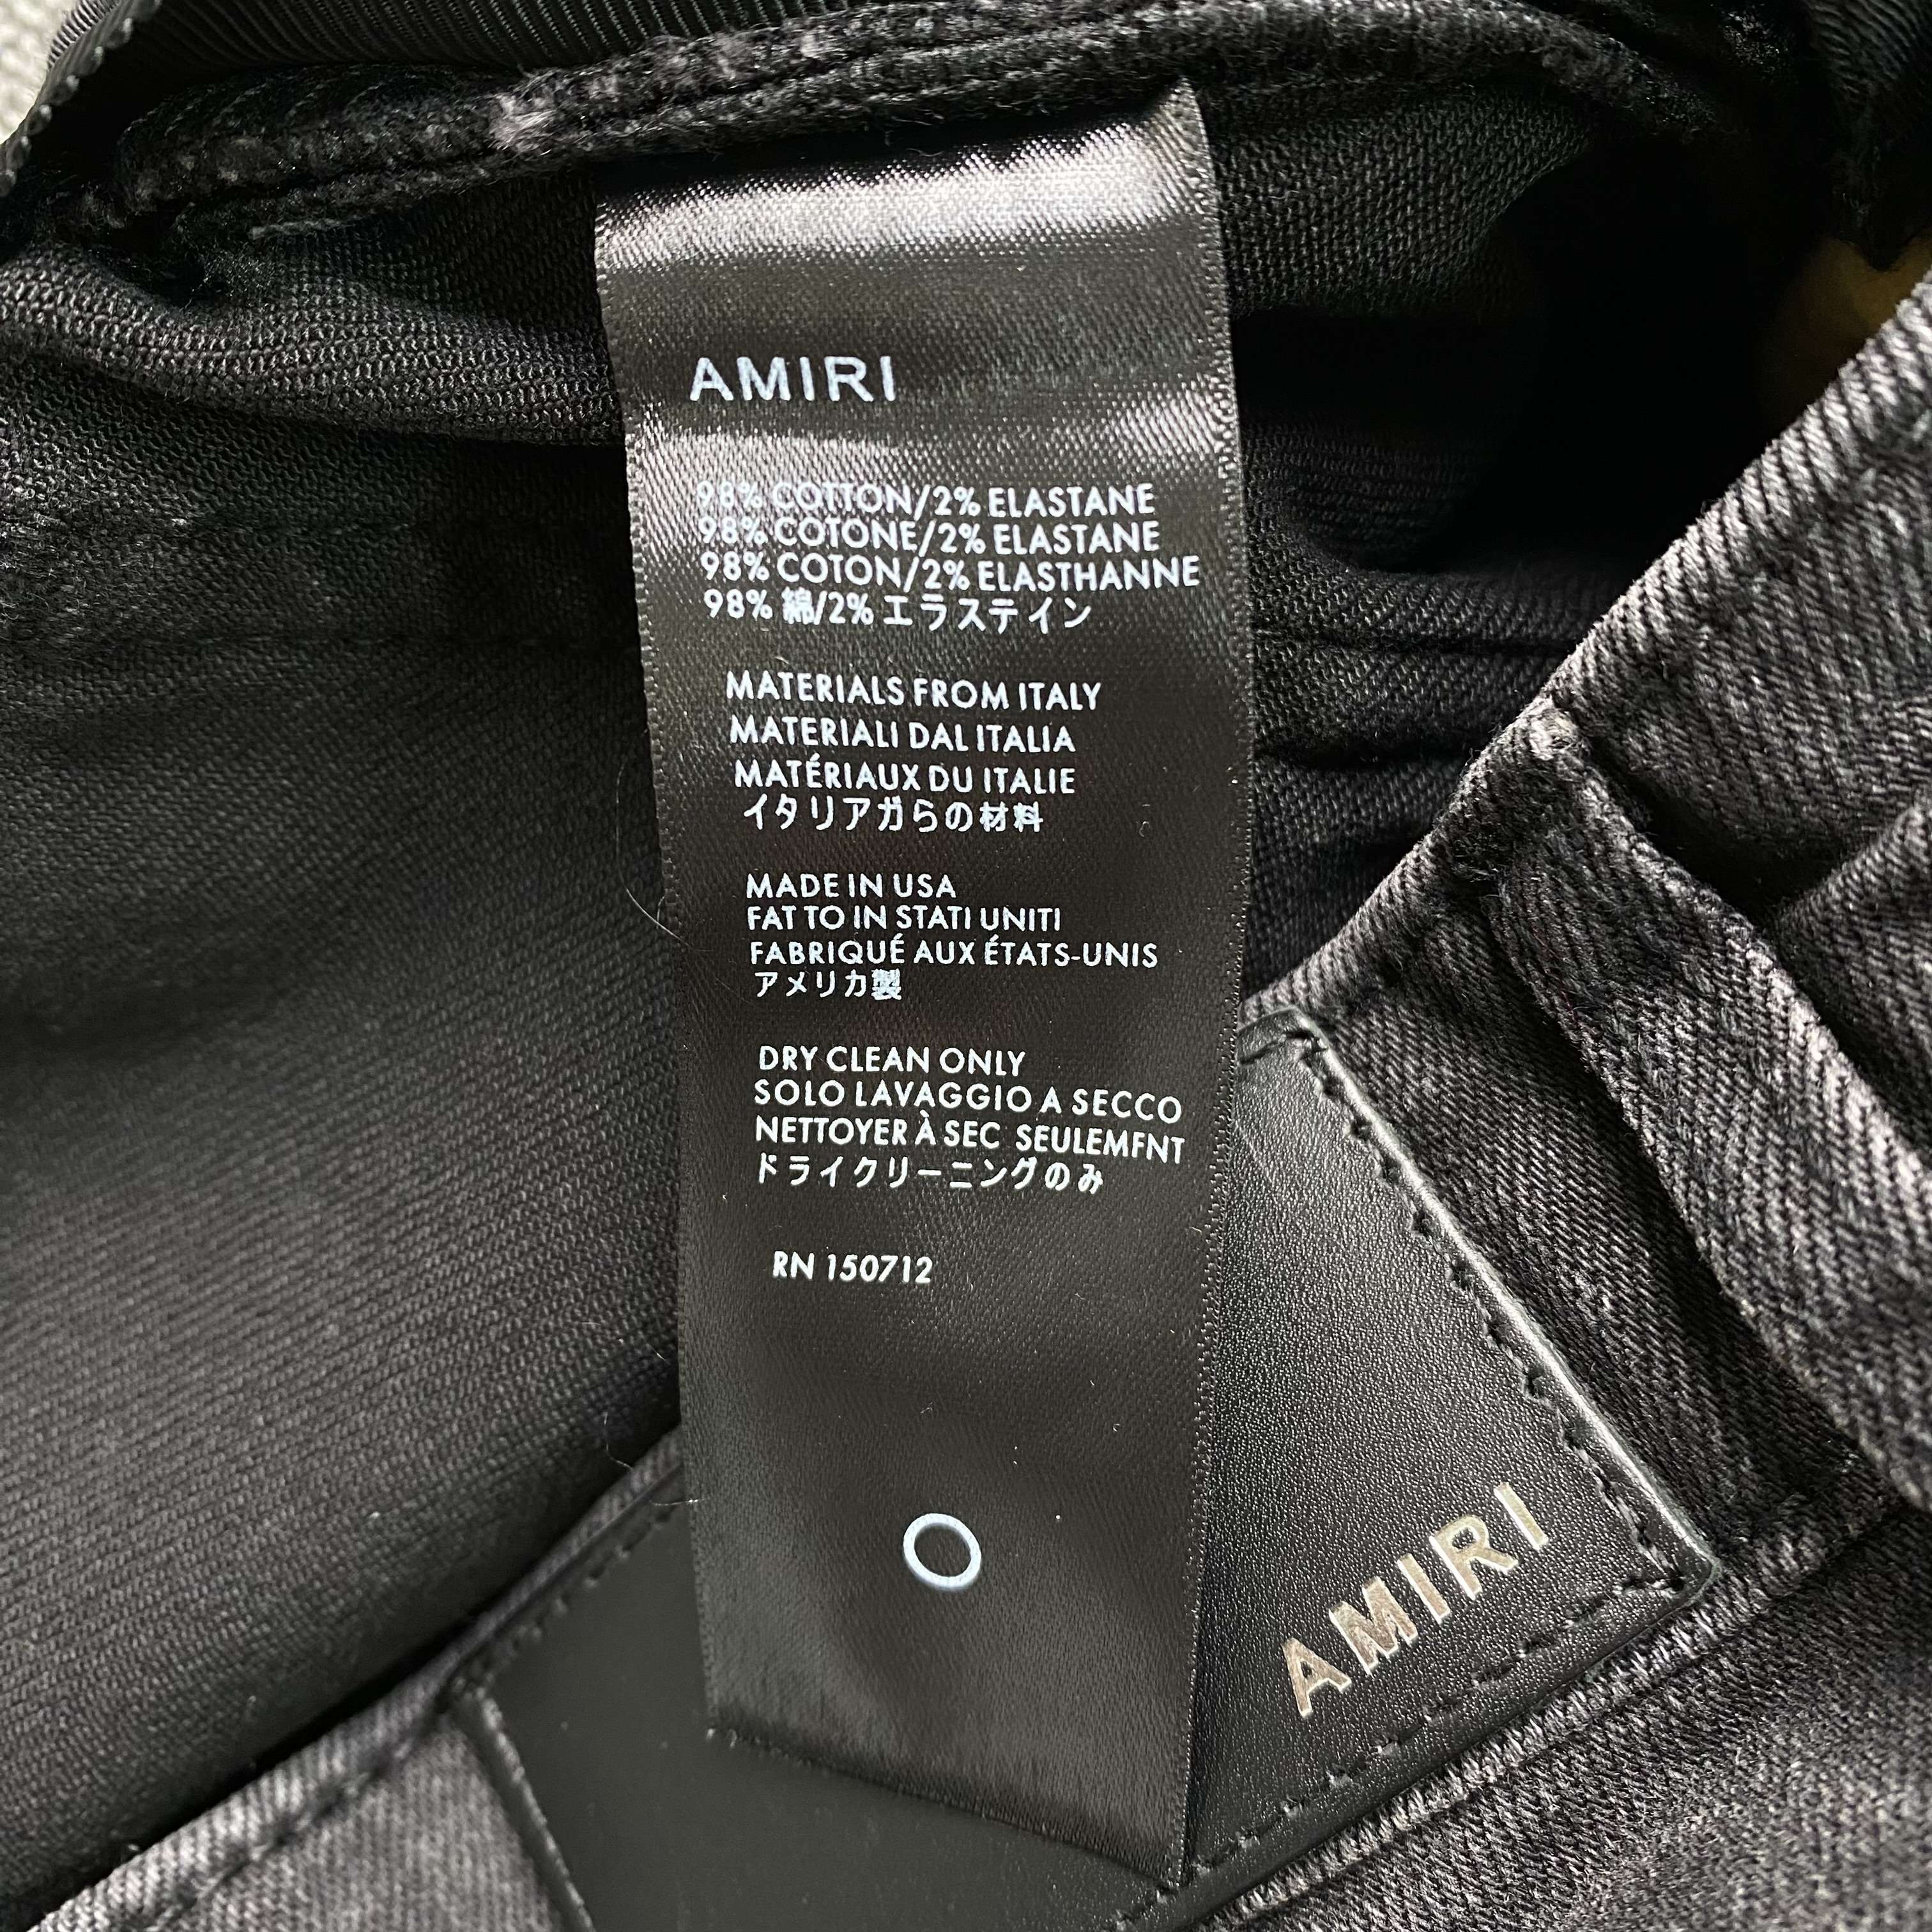 AMIRI
98% COTTON/2% ELASTANE
98% COTONE/2% ELASTANE
98% COTON/2% ELASTHANNE
98% 綿/2% エラステイン
MATERIALS FROM ITALY
MATERIALI DAL ITALIA
MATÉRIAUX DU ITALIE
イタリアガらの材料
MADE IN USA
FAT TO IN STATI UNITI
FABRIQUÉ AUX ÉTATS-UNIS
アメリカ製
DRY CLEAN ONLY
SOLO LAVAGGIO A SECCO
NETTOYER À SEC SEULEMFNT
ドライクリーニングのみ
RN 150712
AMIRI